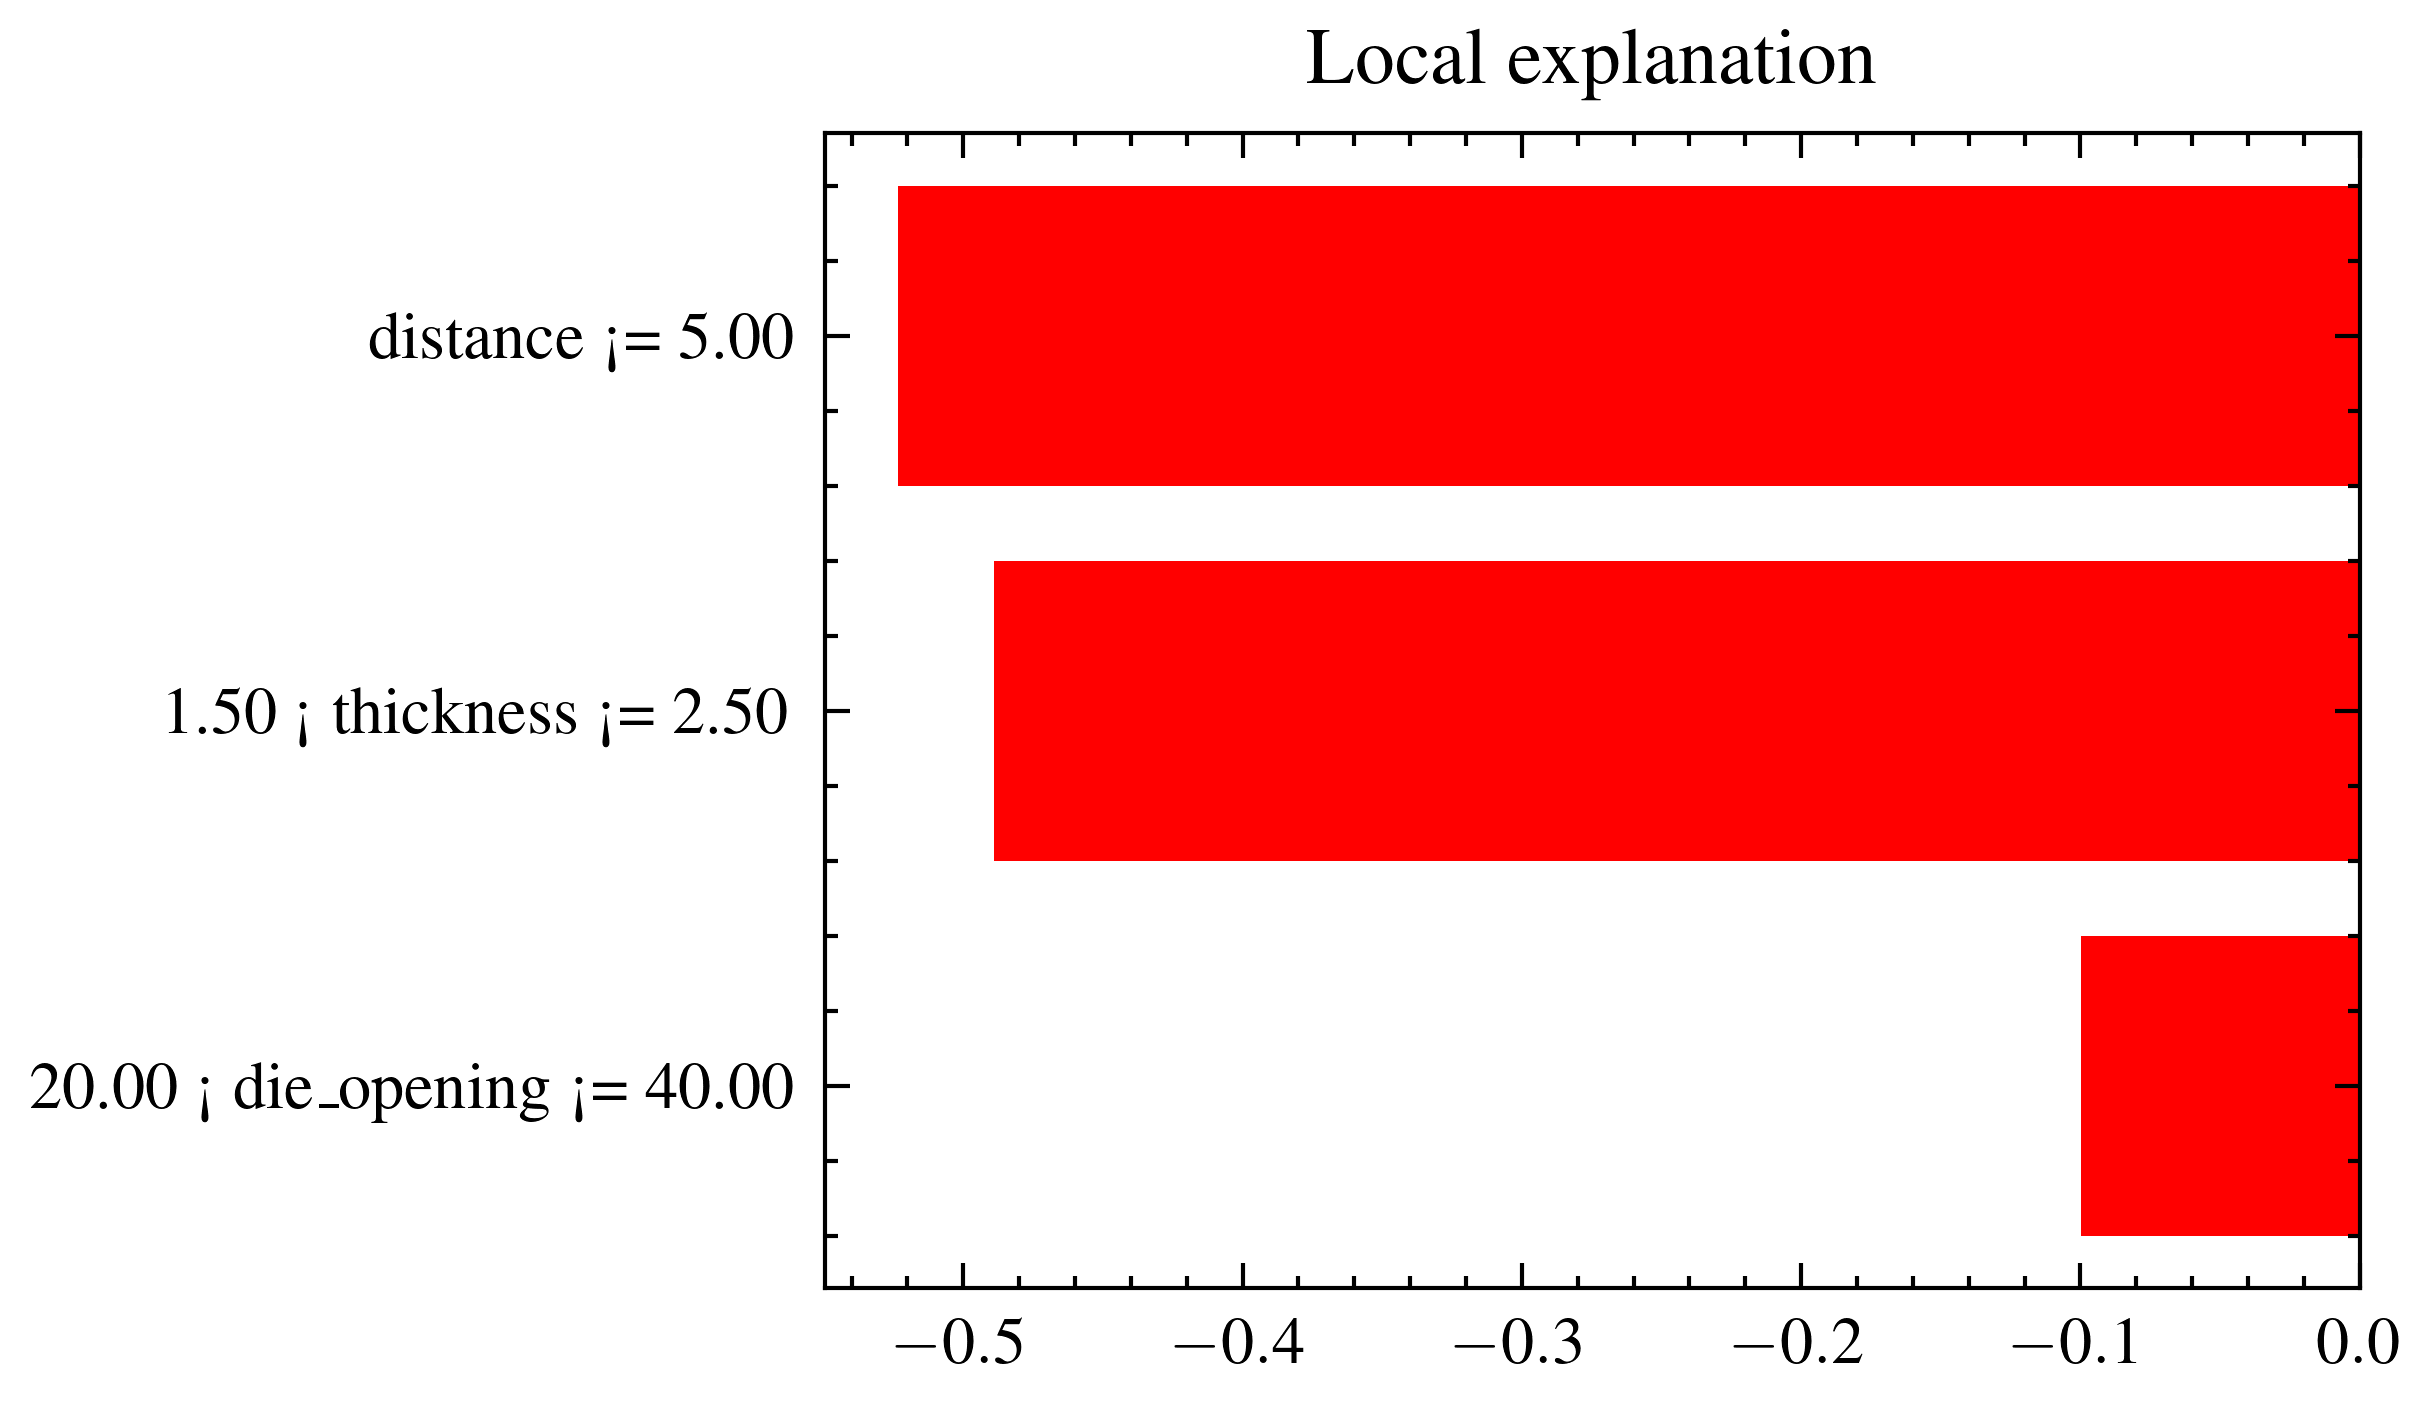 Local explanation
distance ¡= 5.00
1.50 ¡ thickness ¡= 2.50
20.00 ¡ die_opening ¡= 40.00
−0.5 −0.4 −0.3 −0.2 −0.1 0.0